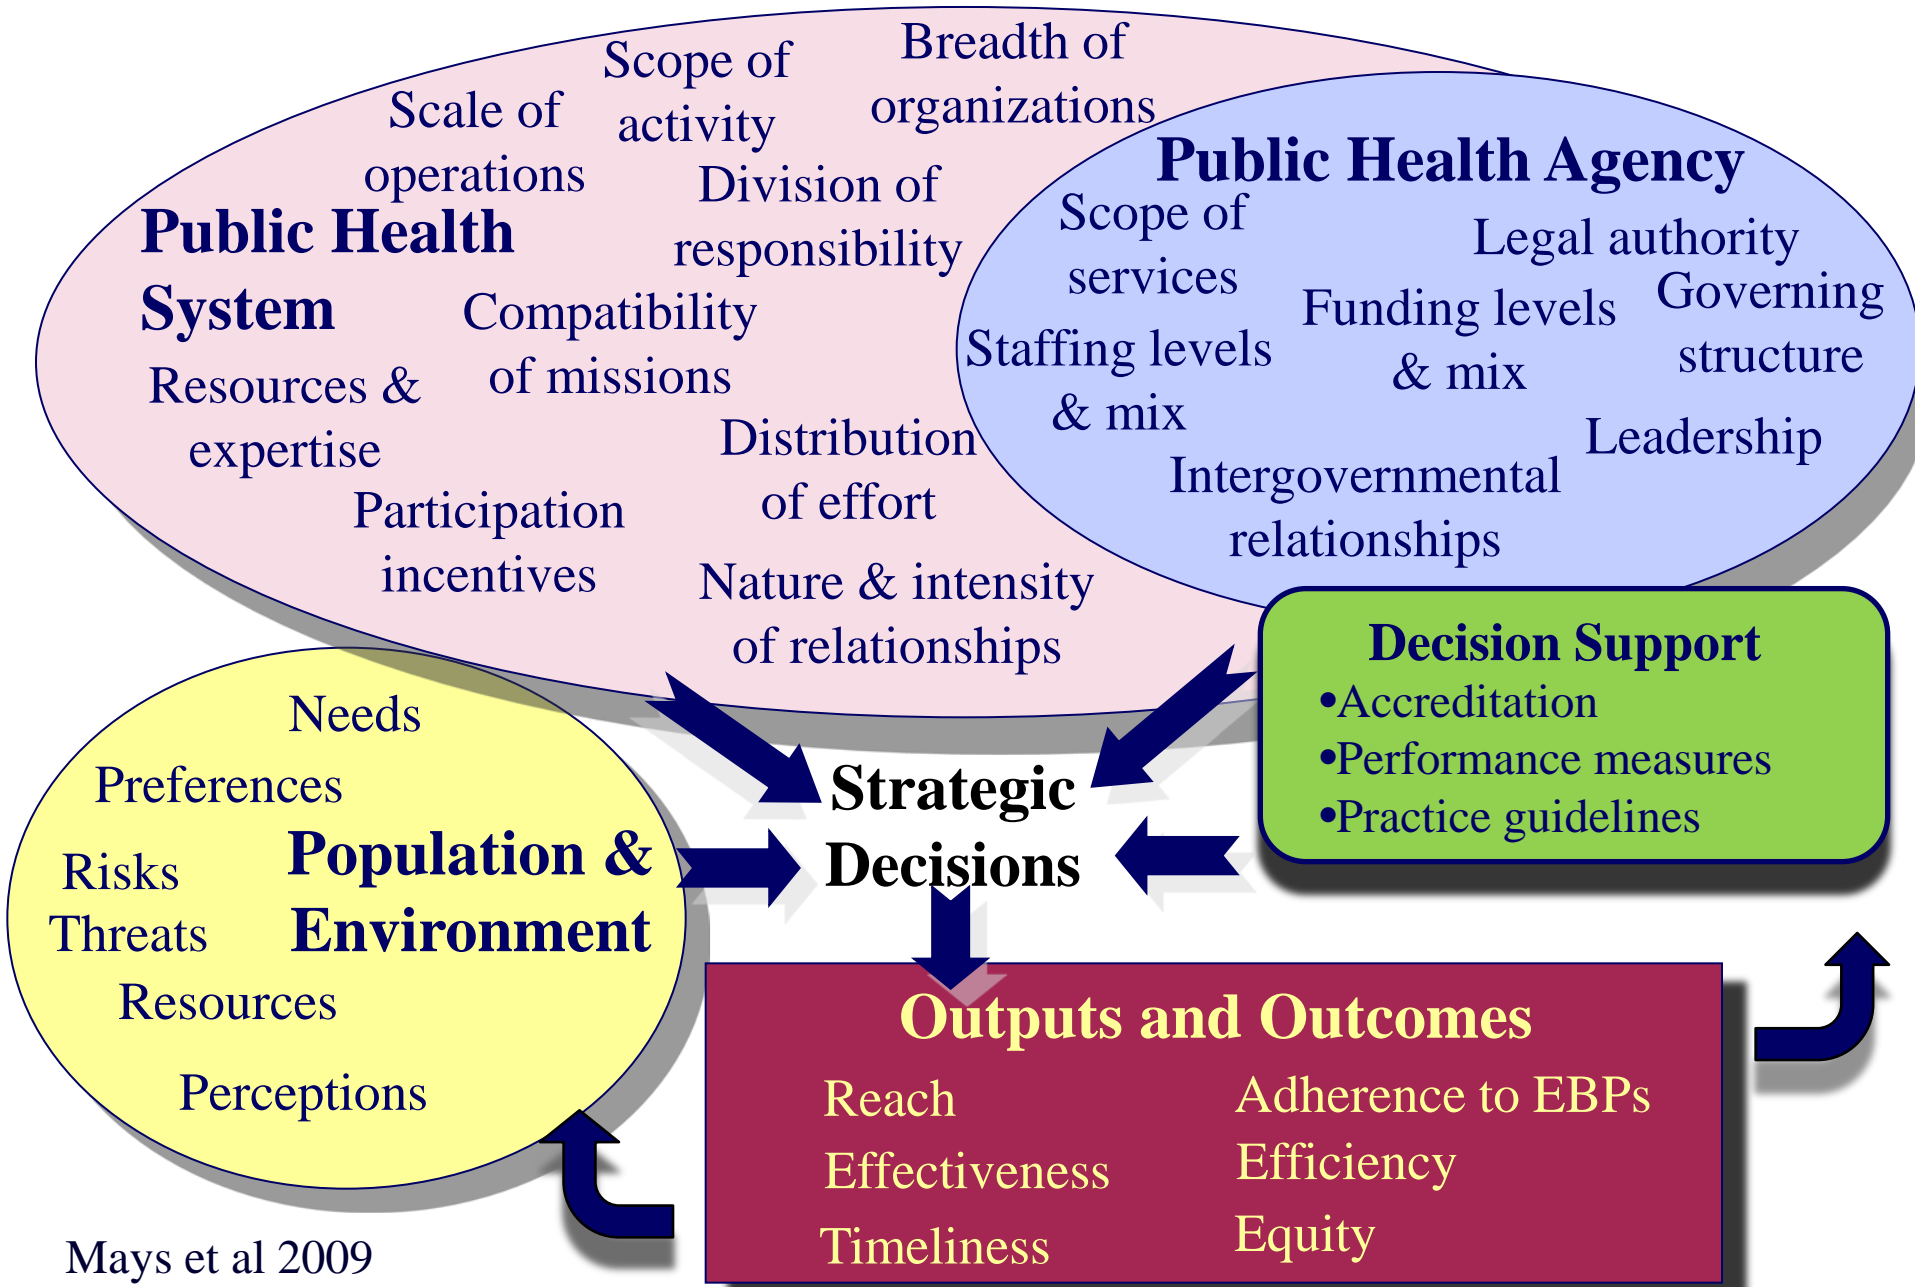 Breadth of
organizations
Scope of
activity
Scale of
operations
Public Health
System
Division of
responsibility
Compatibility
of missions
Resources &
expertise
Distribution
of effort
Participation
incentives
Nature & intensity
of relationships
Public Health Agency
Scope of
services
Legal authority
Governing
structure
Funding levels
& mix
Staffing levels
& mix
Leadership
Intergovernmental
relationships
Decision Support
•Accreditation
•Performance measures
•Practice guidelines
Strategic
Decisions
Needs
Preferences
Population &
Environment
Risks
Threats
Resources
Perceptions
Outputs and Outcomes
Reach
Effectiveness
Timeliness
Adherence to EBPs
Efficiency
Equity
Mays et al 2009